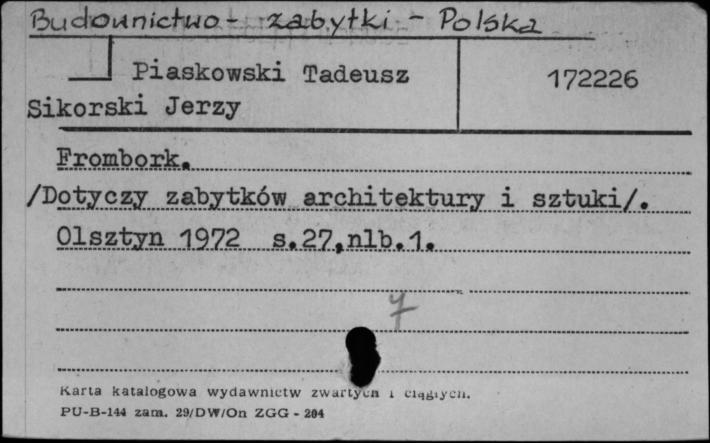 Budownictwo - zabytki - Polska
Piaskowski Tadeusz
172226
Sikorski Jerzy
Frombork.
/Dotyczy zabytków architektury i sztuki/.
Olsztyn 1972 s.27,nlb.1.
7
Karta katalogowa wydawnictw zwartych i ciągłych.
PU-B-144 zam. 29/DW/On ZGG - 204